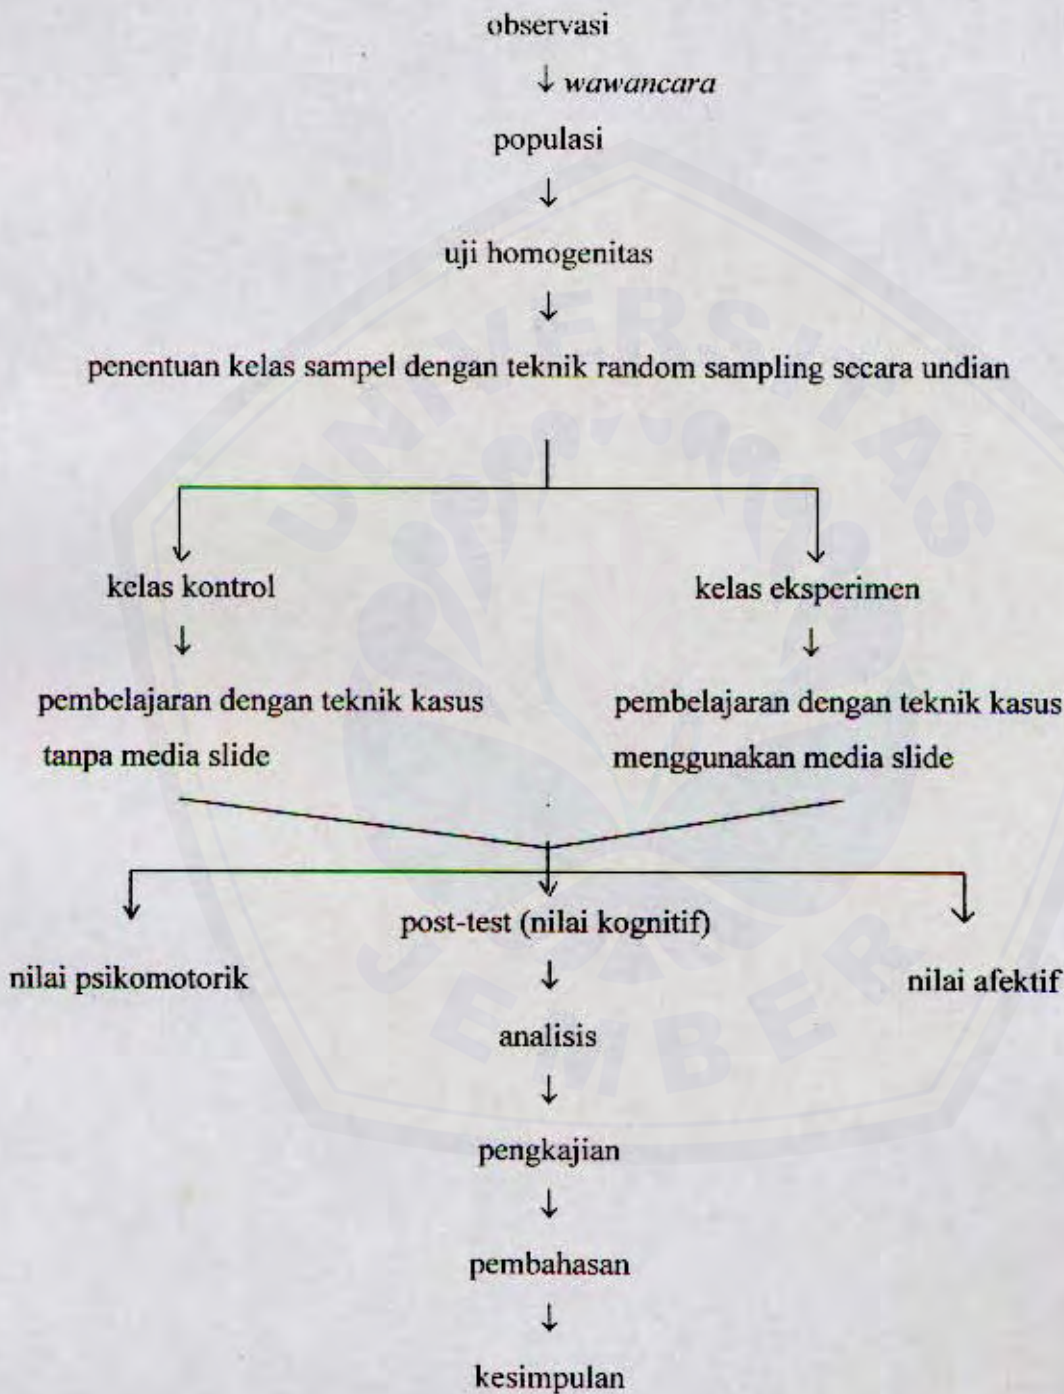 observasi
↓ wawancara
populasi
↓
uji homogenitas
↓
penentuan kelas sampel dengan teknik random sampling secara undian
kelas kontrol
kelas eksperimen
↓
↓
pembelajaran dengan teknik kasus
tanpa media slide
pembelajaran dengan teknik kasus
menggunakan media slide
post-test (nilai kognitif)
nilai psikomotorik
↓
nilai afektif
analisis
↓
pengkajian
↓
pembahasan
↓
kesimpulan
UNIVERSITAS
JEMBER